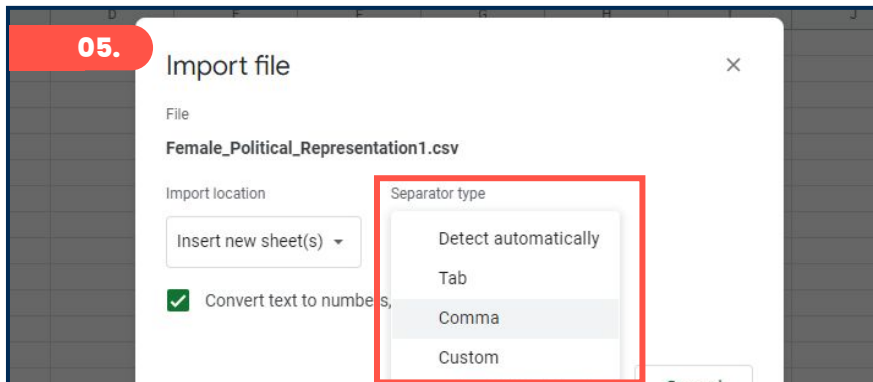 D E F G H I J
05.
Import file
File
Female_Political_Representation1.csv
Import location
Separator type
Insert new sheet(s)
Detect automatically
Tab
Convert text to numbers,
Comma
Custom